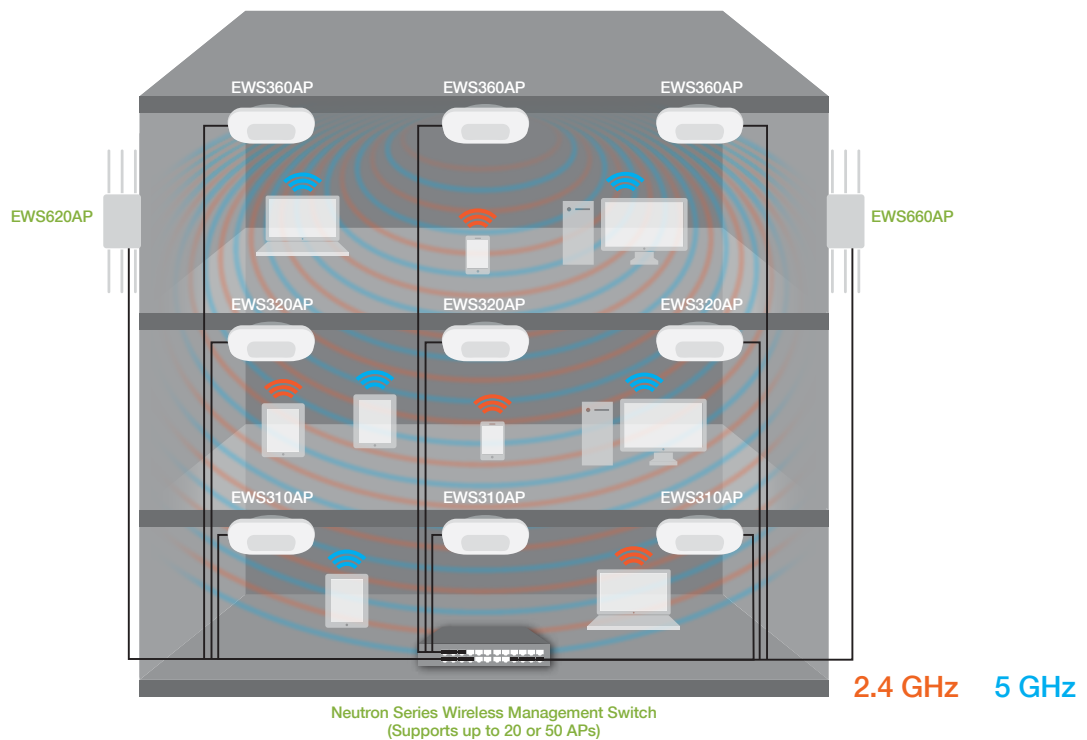 EWS360AP EWS360AP EWS360AP
EWS620AP EWS660AP
EWS320AP EWS320AP EWS320AP
EWS310AP EWS310AP EWS310AP
2.4 GHz 5 GHz
Neutron Series Wireless Management Switch
(Supports up to 20 or 50 APs)